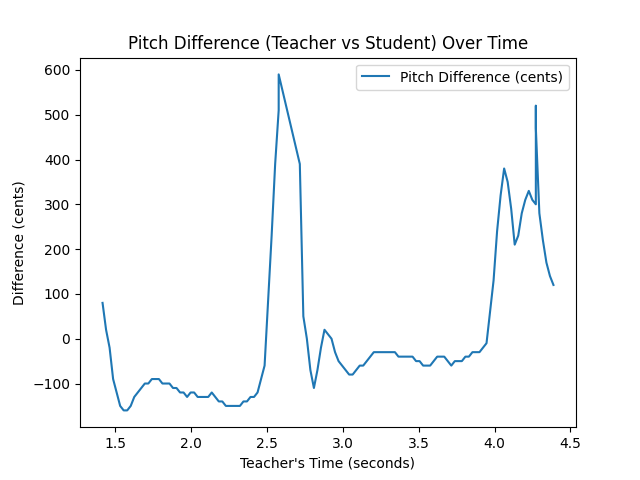 Pitch Difference (Teacher vs Student) Over Time
Pitch Difference (cents)
600
500
400
300
200
100
0
−100
Difference (cents)
1.5 2.0 2.5 3.0 3.5 4.0 4.5
Teacher's Time (seconds)